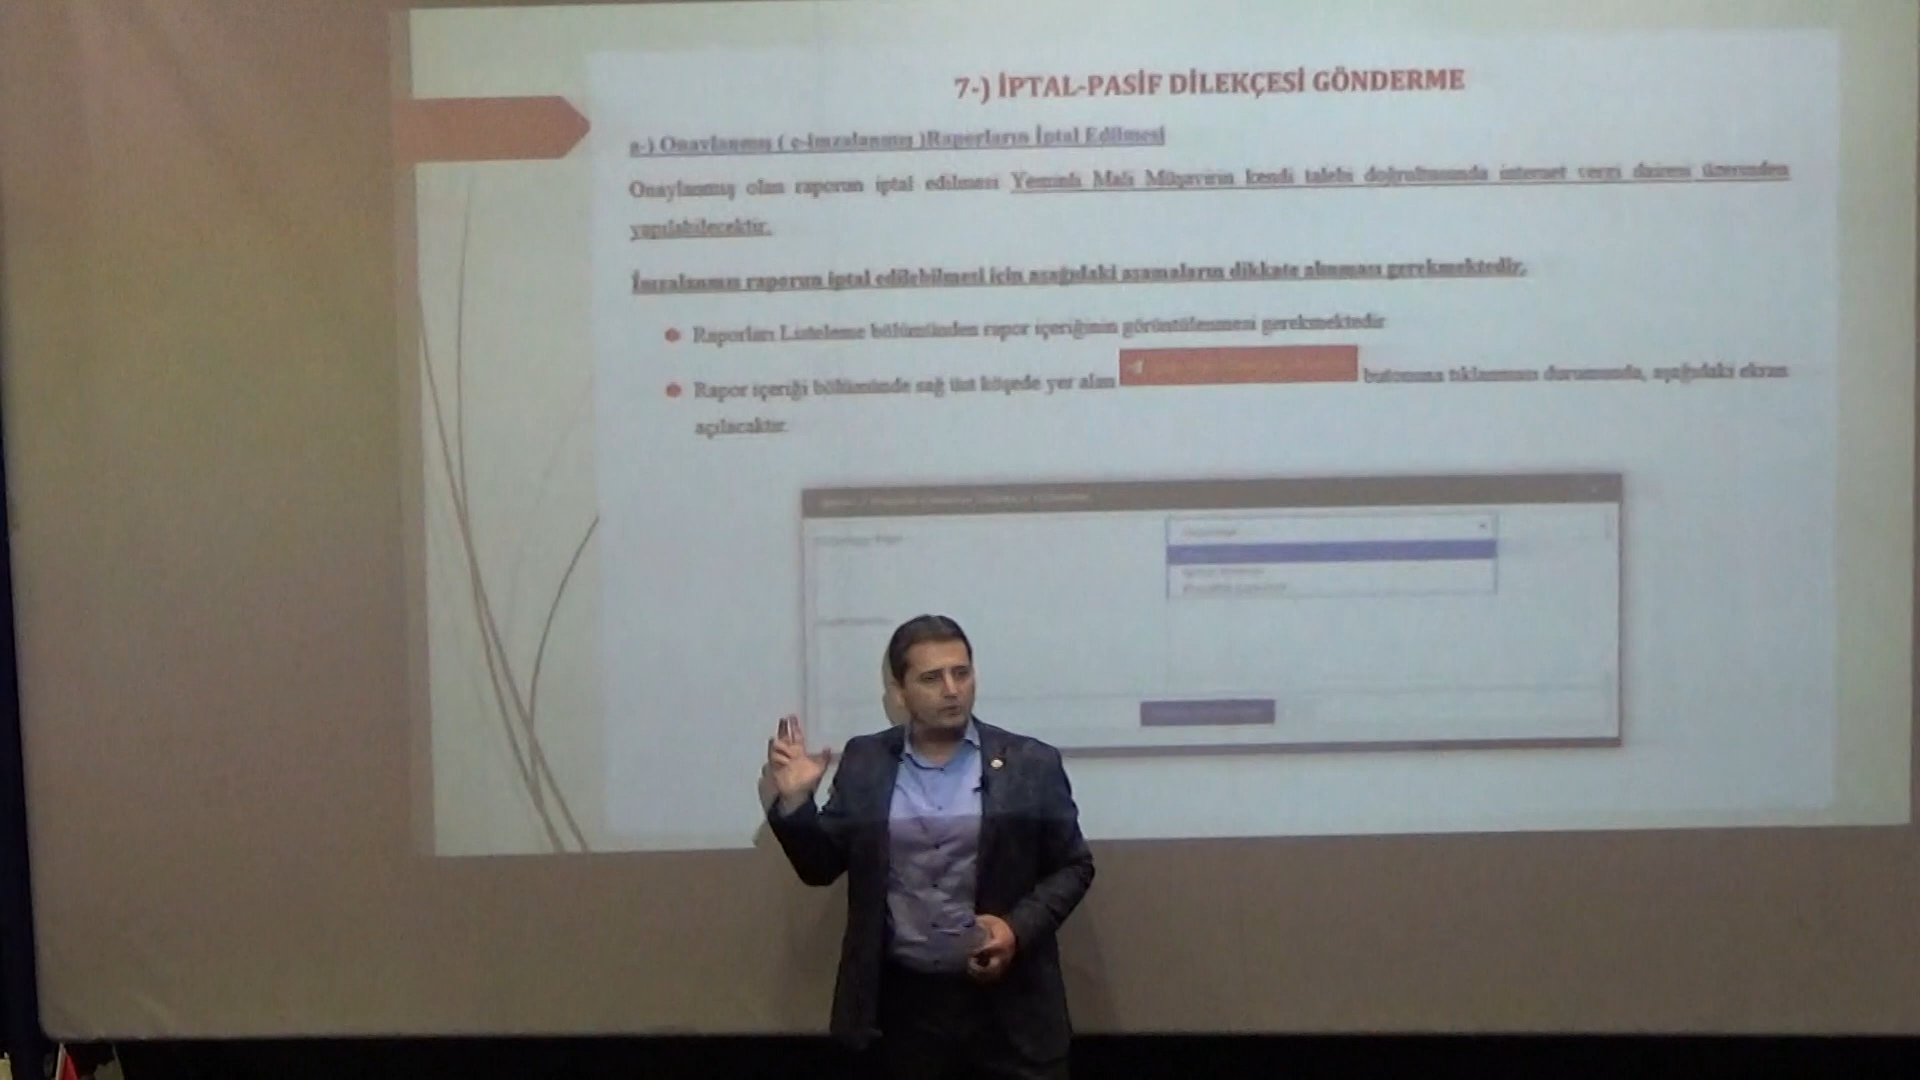 7-) İPTAL-PASİF DİLEKÇESİ GÖNDERME
a-) Onaylanmış ( e-İmzalanmış )Raporların İptal Edilmesi
Onaylanmış olan raporun iptal edilmesi Yeminli Mali Müşavirin kendi talebi doğrultusunda internet vergi dairesi üzerinden
yapılabilecektir.
İmzalanmış raporun iptal edilebilmesi için aşağıdaki aşamaların dikkate alınması gerekmektedir.
Raporları Listeleme bölümünden rapor içeriğinin görüntülenmesi gerekmektedir
Rapor içeriği bölümünde sağ üst köşede yer alan butonuna tıklanması durumunda, aşağıdaki ekran
açılacaktır.